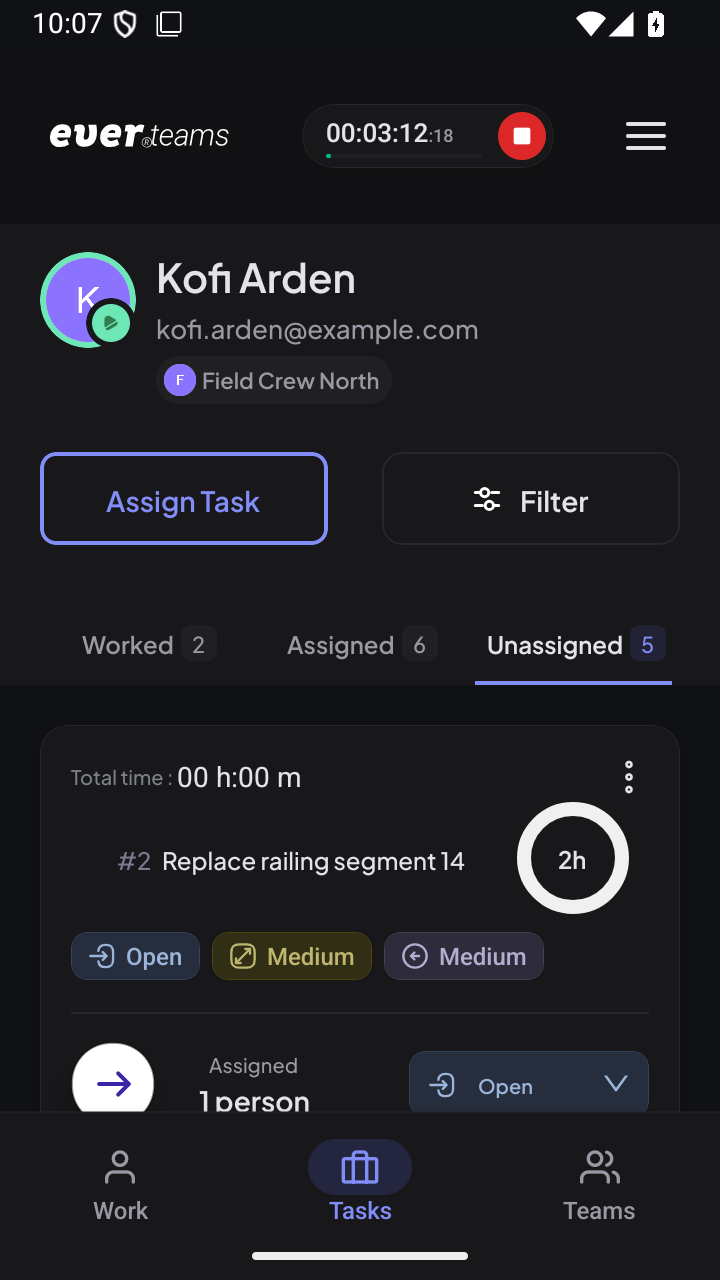 10:07
ever® teams
00:03:12:18
K
Kofi Arden
kofi.arden@example.com
F Field Crew North
Assign Task
Filter
Worked 2
Assigned 6
Unassigned 5
Total time : 00 h:00 m
#2 Replace railing segment 14
2h
Open
Medium
Medium
Assigned
1 person
Open
Work
Tasks
Teams